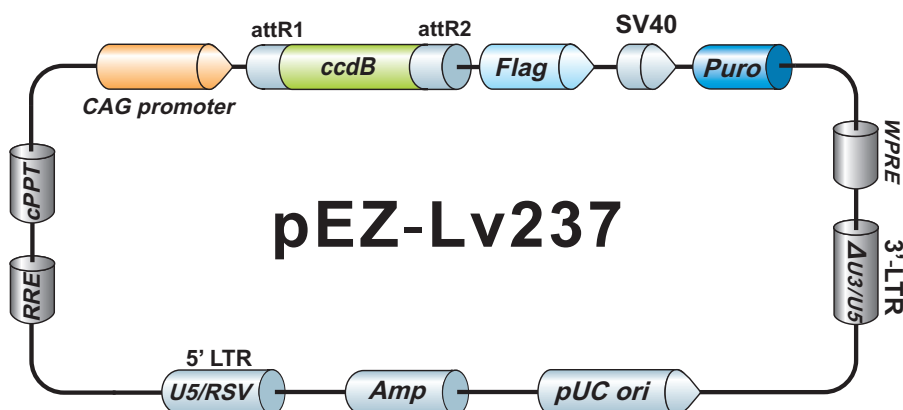 attR1
attR2
SV40
ccdB
Flag
Puro
CAG promoter
WPRE
cPPT
pEZ-Lv237
3'-LTR
ΔU3/U5
RRE
5' LTR
U5/RSV
Amp
pUC ori